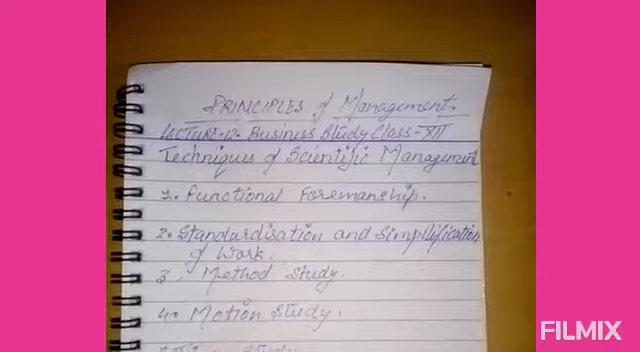 PRINCIPLES of Management.
LECTURE-12. Business Study Class-XII
Techniques of Scientific Management
1. Functional Foremanship.
2. Standardisation and Simplification
of Work.
3. Method Study.
4. Motion Study.
Study
FILMIX